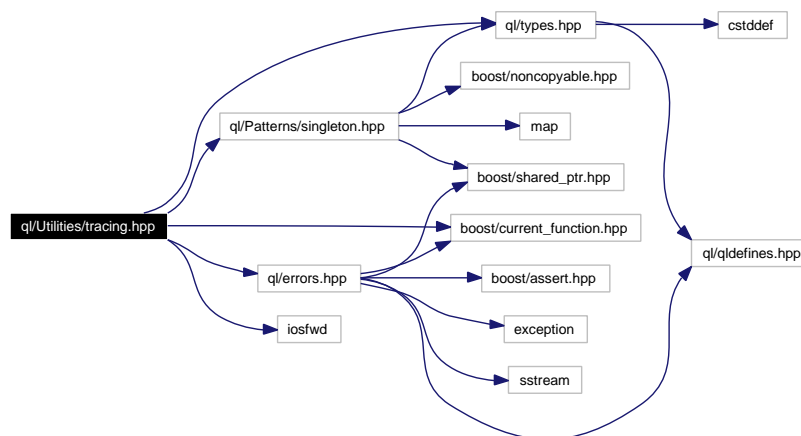 ql/types.hpp
cstddef
boost/noncopyable.hpp
ql/Patterns/singleton.hpp
map
boost/shared_ptr.hpp
ql/Utilities/tracing.hpp
boost/current_function.hpp
ql/qldefines.hpp
ql/errors.hpp
boost/assert.hpp
iosfwd
exception
sstream